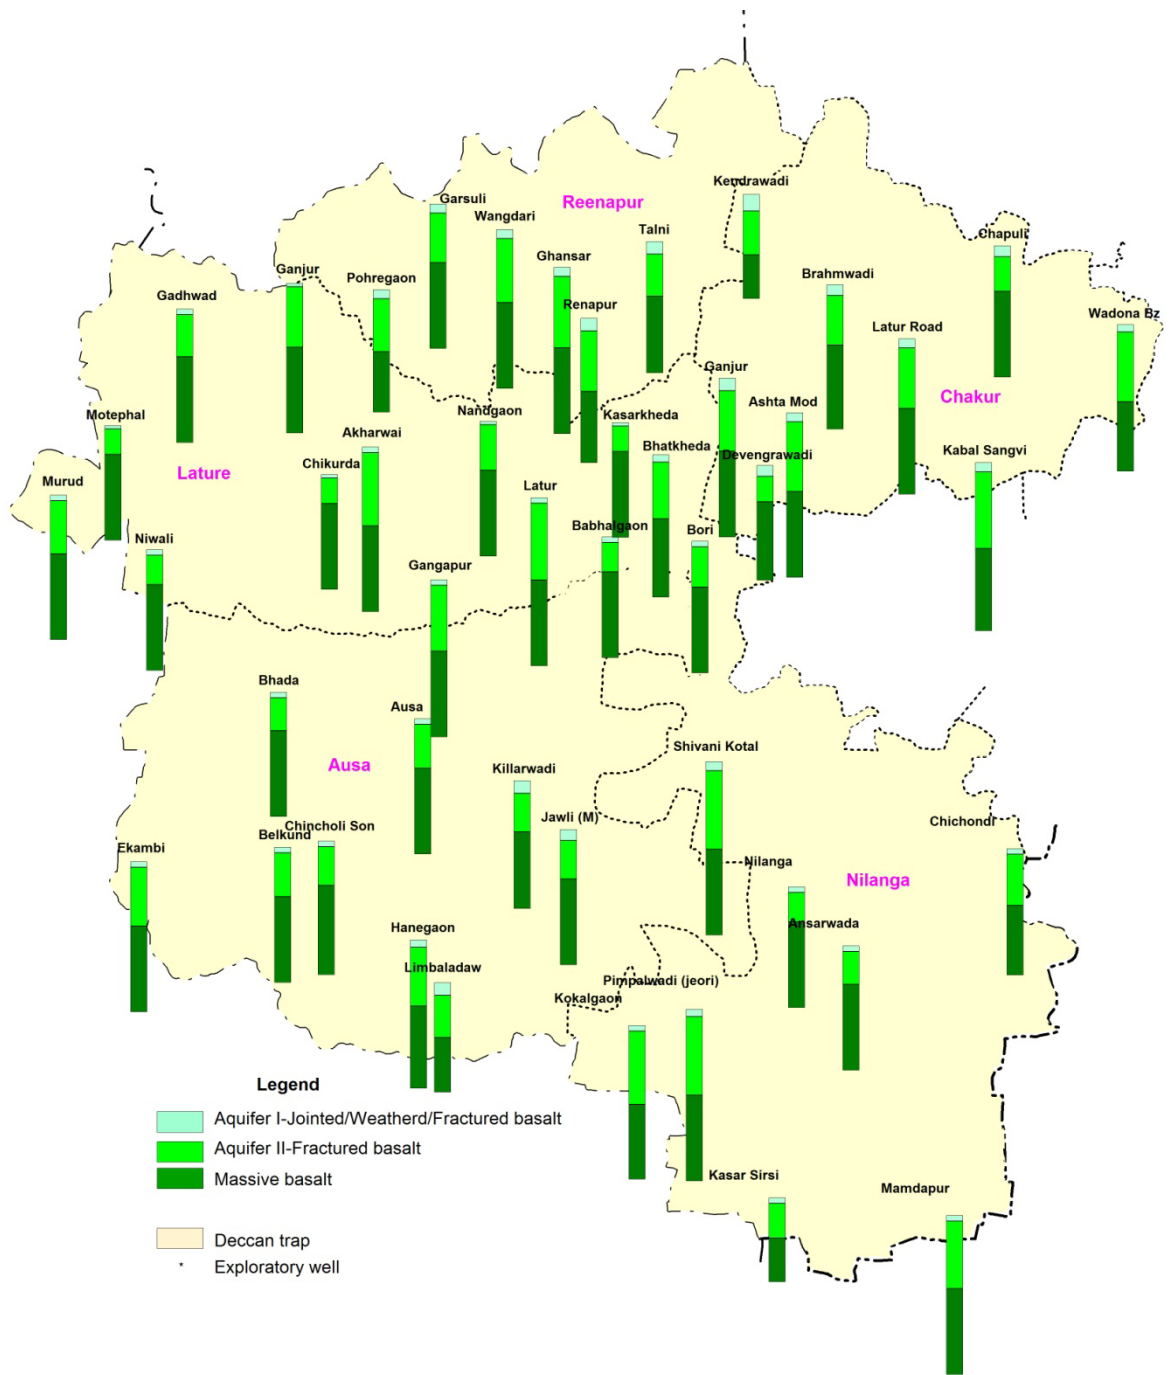 Kendrawadi
Garsuli
Reenapur
Wangdari
Talni
Chapuli
Ghansar
Ganjur
Pohregaon
Brahmwadi
Gadhwad
Renapur
Wadona Bz
Latur Road
Ganjur
Chakur
Motephal
Nandgaon
Kasarkheda
Ashta Mod
Akharwai
Bhatkheda
Devengrawadi
Kabal Sangvi
Chikurda
Lature
Murud
Latur
Babhalgaon
Bori
Niwali
Gangapur
Bhada
Ausa
Shivani Kotal
Ausa
Killarwadi
Jawli (M)
Chichondi
Chincholi Son
Belkund
Ekambi
Nilanga
Nilanga
Ansarwada
Hanegaon
Limbaladaw
Pimpalwadi (jeori)
Kokalgaon
Legend
Aquifer I-Jointed/Weatherd/Fractured basalt
Aquifer II-Fractured basalt
Massive basalt
Kasar Sirsi
Mamdapur
Deccan trap
Exploratory well